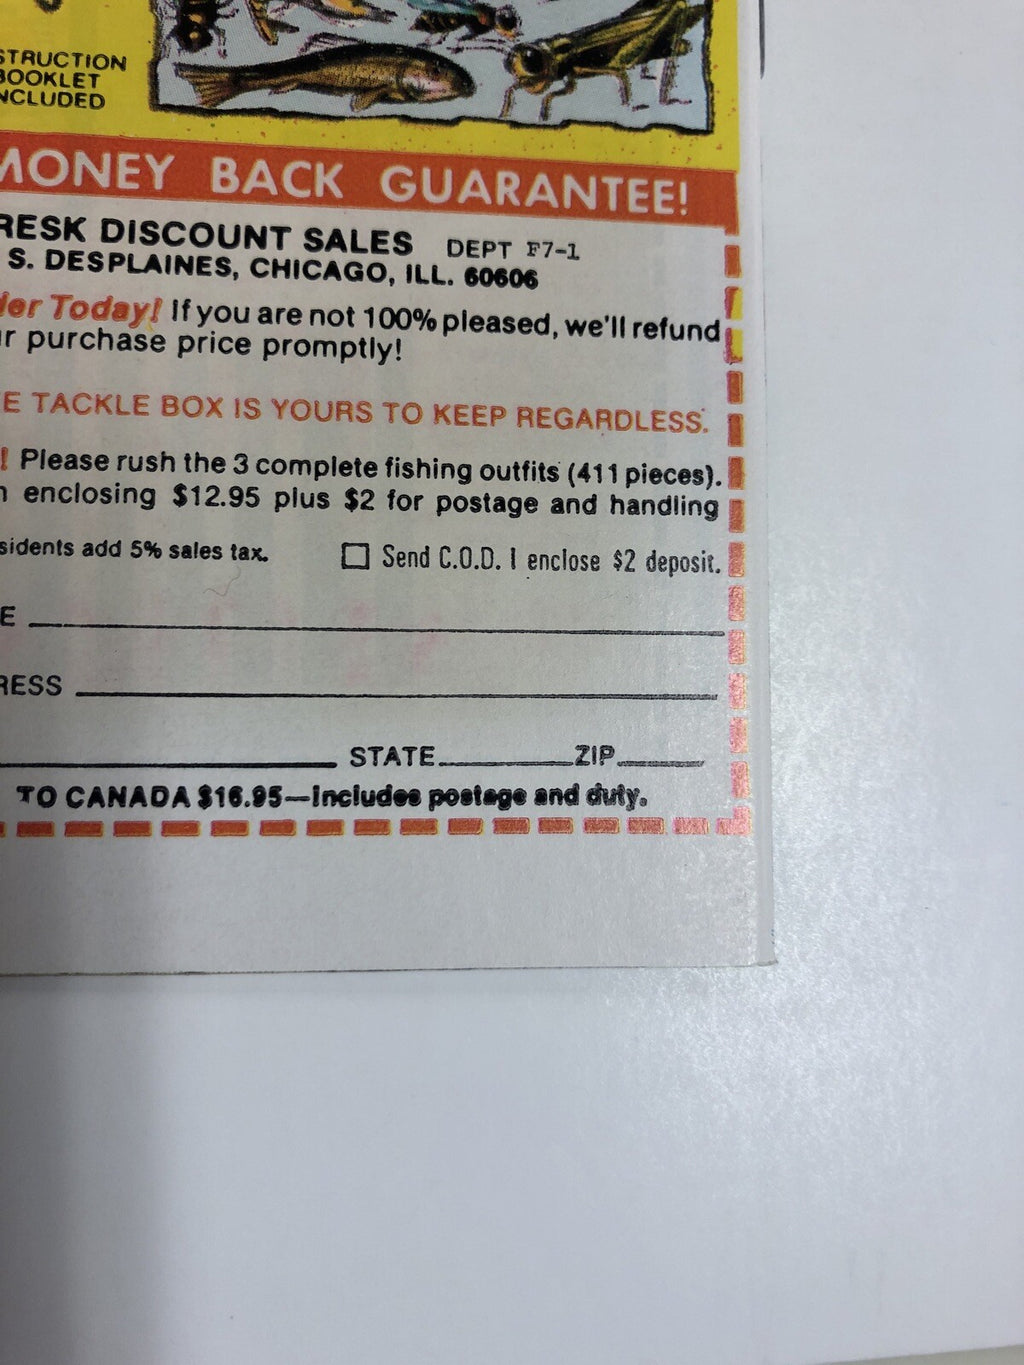 STRUCTION
BOOKLET
NCLUDED
MONEY BACK GUARANTEE!
RESK DISCOUNT SALES DEPT F7-1
S. DESPLAINES, CHICAGO, ILL. 60606
der Today! If you are not 100% pleased, we'll refund
r purchase price promptly!
E TACKLE BOX IS YOURS TO KEEP REGARDLESS.
! Please rush the 3 complete fishing outfits (411 pieces).
enclosing $12.95 plus $2 for postage and handling
sidents add 5% sales tax. Send C.O.D. I enclose $2 deposit.
E
RESS
STATE ZIP
TO CANADA $16.95—Includes postage and duty.